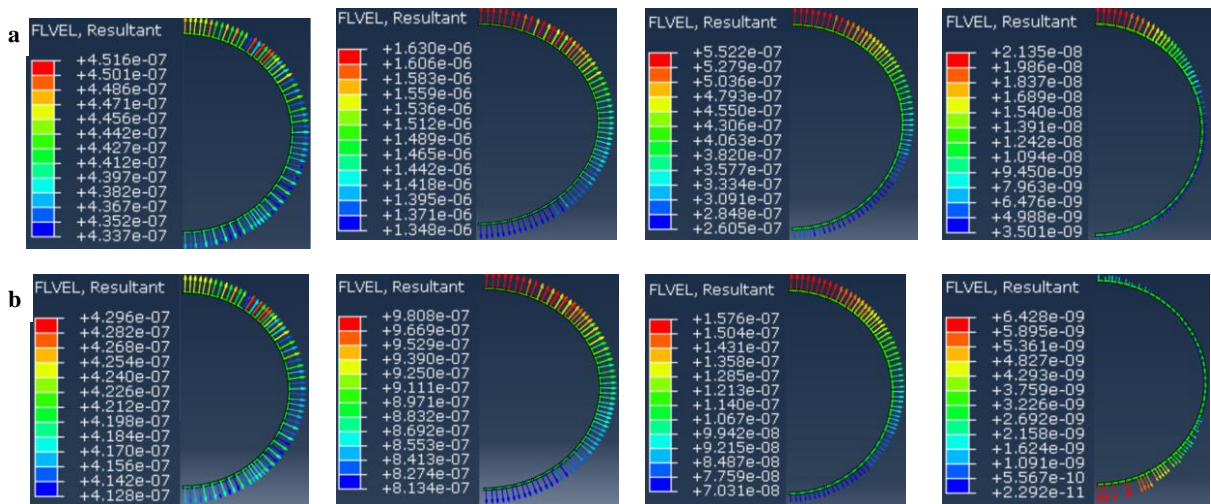 a
FLVEL, Resultant
+4.516e-07
+4.501e-07
+4.486e-07
+4.471e-07
+4.456e-07
+4.442e-07
+4.427e-07
+4.412e-07
+4.397e-07
+4.382e-07
+4.367e-07
+4.352e-07
+4.337e-07
FLVEL, Resultant
+1.630e-06
+1.606e-06
+1.583e-06
+1.559e-06
+1.536e-06
+1.512e-06
+1.489e-06
+1.465e-06
+1.442e-06
+1.418e-06
+1.395e-06
+1.371e-06
+1.348e-06
FLVEL, Resultant
+5.522e-07
+5.279e-07
+5.036e-07
+4.793e-07
+4.550e-07
+4.306e-07
+4.063e-07
+3.820e-07
+3.577e-07
+3.334e-07
+3.091e-07
+2.848e-07
+2.605e-07
FLVEL, Resultant
+2.135e-08
+1.986e-08
+1.837e-08
+1.689e-08
+1.540e-08
+1.391e-08
+1.242e-08
+1.094e-08
+9.450e-09
+7.963e-09
+6.476e-09
+4.988e-09
+3.501e-09
b
FLVEL, Resultant
+4.296e-07
+4.282e-07
+4.268e-07
+4.254e-07
+4.240e-07
+4.226e-07
+4.212e-07
+4.198e-07
+4.184e-07
+4.170e-07
+4.156e-07
+4.142e-07
+4.128e-07
FLVEL, Resultant
+9.808e-07
+9.669e-07
+9.529e-07
+9.390e-07
+9.250e-07
+9.111e-07
+8.971e-07
+8.832e-07
+8.692e-07
+8.553e-07
+8.413e-07
+8.274e-07
+8.134e-07
FLVEL, Resultant
+1.576e-07
+1.504e-07
+1.431e-07
+1.358e-07
+1.285e-07
+1.213e-07
+1.140e-07
+1.067e-07
+9.942e-08
+9.215e-08
+8.487e-08
+7.759e-08
+7.031e-08
FLVEL, Resultant
+6.428e-09
+5.895e-09
+5.361e-09
+4.827e-09
+4.293e-09
+3.759e-09
+3.226e-09
+2.692e-09
+2.158e-09
+1.624e-09
+1.091e-09
+5.567e-10
+2.292e-11